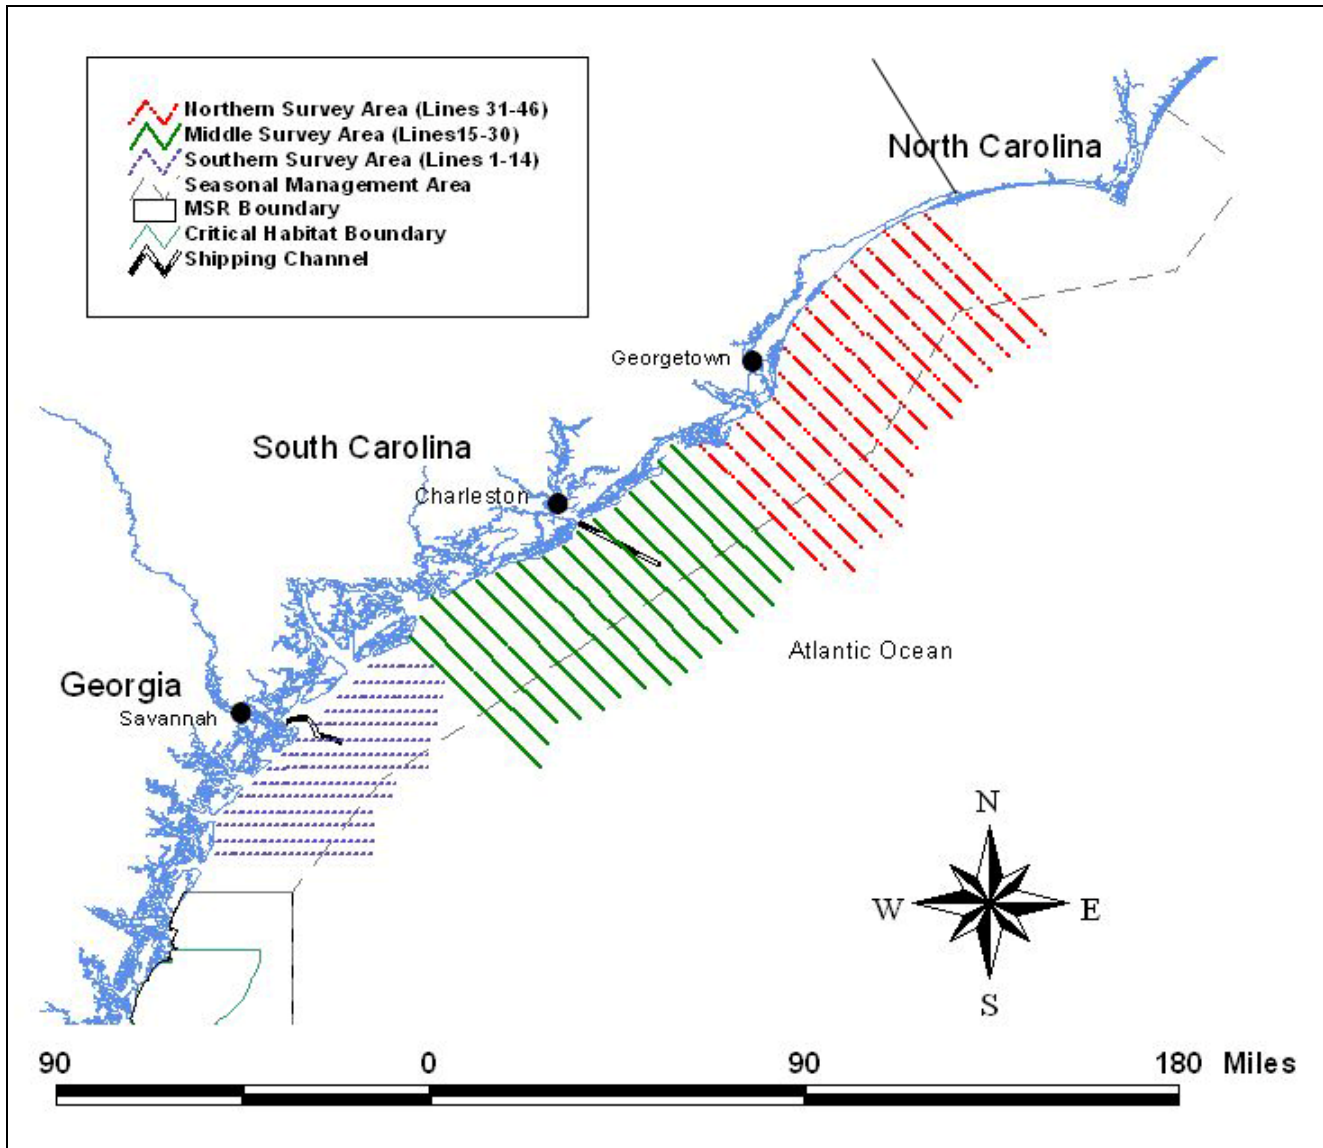 Northern Survey Area (Lines 31-46)
Middle Survey Area (Lines15-30)
Southern Survey Area (Lines 1-14)
Seasonal Management Area
MSR Boundary
Critical Habitat Boundary
Shipping Channel
North Carolina
Georgetown
South Carolina
Charleston
Atlantic Ocean
Georgia
Savannah
N
W E
S
90 0 90 180 Miles